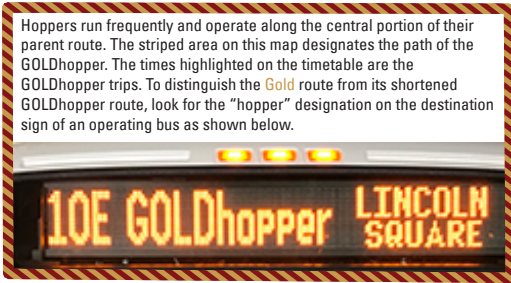 Hoppers run frequently and operate along the central portion of their
parent route. The striped area on this map designates the path of the
GOLDhopper. The times highlighted on the timetable are the
GOLDhopper trips. To distinguish the Gold route from its shortened
GOLDhopper route, look for the “hopper” designation on the destination
sign of an operating bus as shown below.
10E GOLDhopper LINCOLN
SQUARE